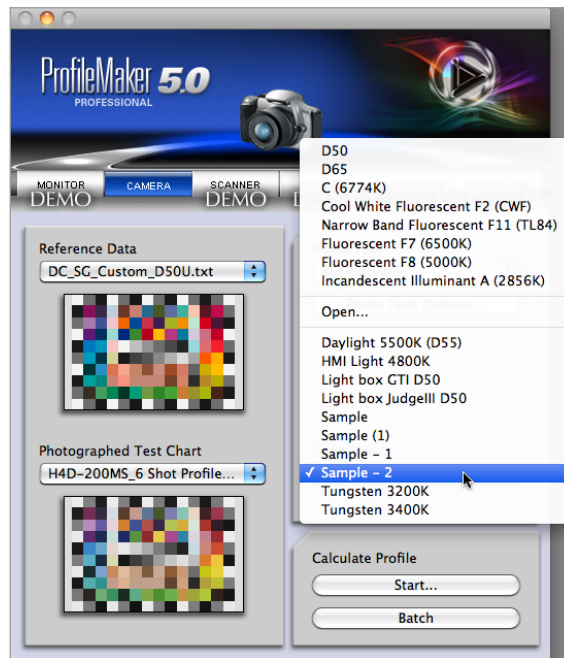 ProfileMaker 5.0
PROFESSIONAL
MONITOR
DEMO
CAMERA
SCANNER
DEMO
Reference Data
DC_SG_Custom_D50U.txt
Photographed Test Chart
H4D-200MS_6 Shot Profile...
D50
D65
C (6774K)
Cool White Fluorescent F2 (CWF)
Narrow Band Fluorescent F11 (TL84)
Fluorescent F7 (6500K)
Fluorescent F8 (5000K)
Incandescent Illuminant A (2856K)
Open...
Daylight 5500K (D55)
HMI Light 4800K
Light box GTI D50
Light box JudgeIII D50
Sample
Sample (1)
Sample – 1
✓ Sample – 2
Tungsten 3200K
Tungsten 3400K
Calculate Profile
Start...
Batch